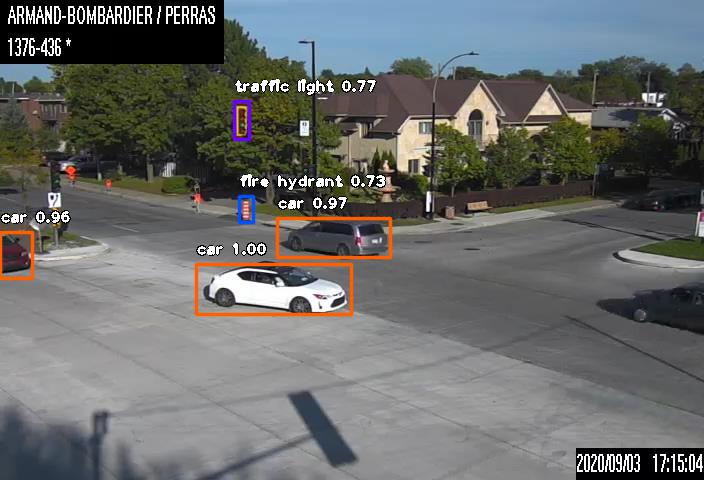 ARMAND-BOMBARDIER / PERRAS
1376-436 *
traffic light 0.77
fire hydrant 0.73
car 0.97
car 0.96
car 1.00
2020/09/03 17:15:04